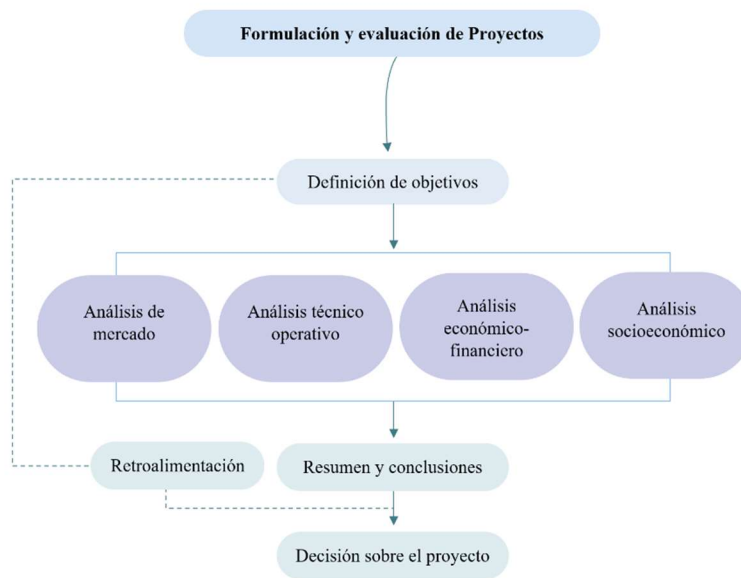 Formulación y evaluación de Proyectos
Definición de objetivos
Análisis de
mercado
Análisis técnico
operativo
Análisis
económico-
financiero
Análisis
socioeconómico
Retroalimentación
Resumen y conclusiones
Decisión sobre el proyecto